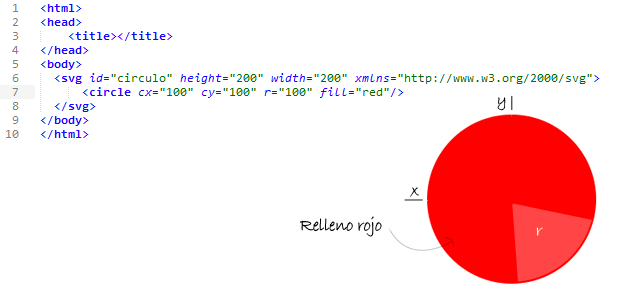 1 <html>
2 <head>
3 <title></title>
4 </head>
5 <body>
6 <svg id="circulo" height="200" width="200" xmlns="http://www.w3.org/2000/svg">
7 <circle cx="100" cy="100" r="100" fill="red"/>
8 </svg>
9 </body>
10 </html>
y
x
Relleno rojo
r